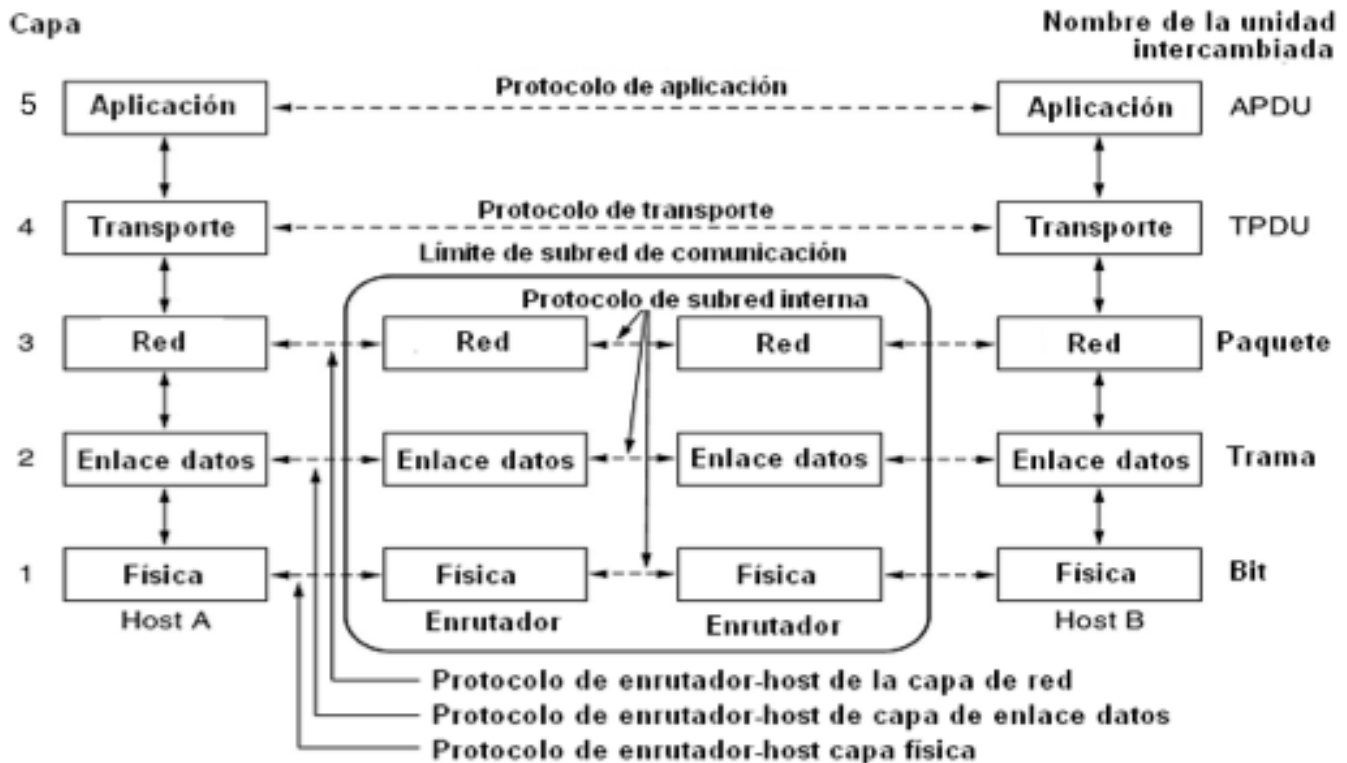 Capa
Nombre de la unidad
intercambiada
5
Aplicación
Protocolo de aplicación
Aplicación
APDU
4
Transporte
Protocolo de transporte
Transporte
TPDU
Límite de subred de comunicación
Protocolo de subred interna
3
Red
Red
Red
Red
Paquete
2
Enlace datos
Enlace datos
Enlace datos
Enlace datos
Trama
1
Física
Física
Física
Física
Bit
Host A
Enrutador
Enrutador
Host B
Protocolo de enrutador-host de la capa de red
Protocolo de enrutador-host de capa de enlace datos
Protocolo de enrutador-host capa física